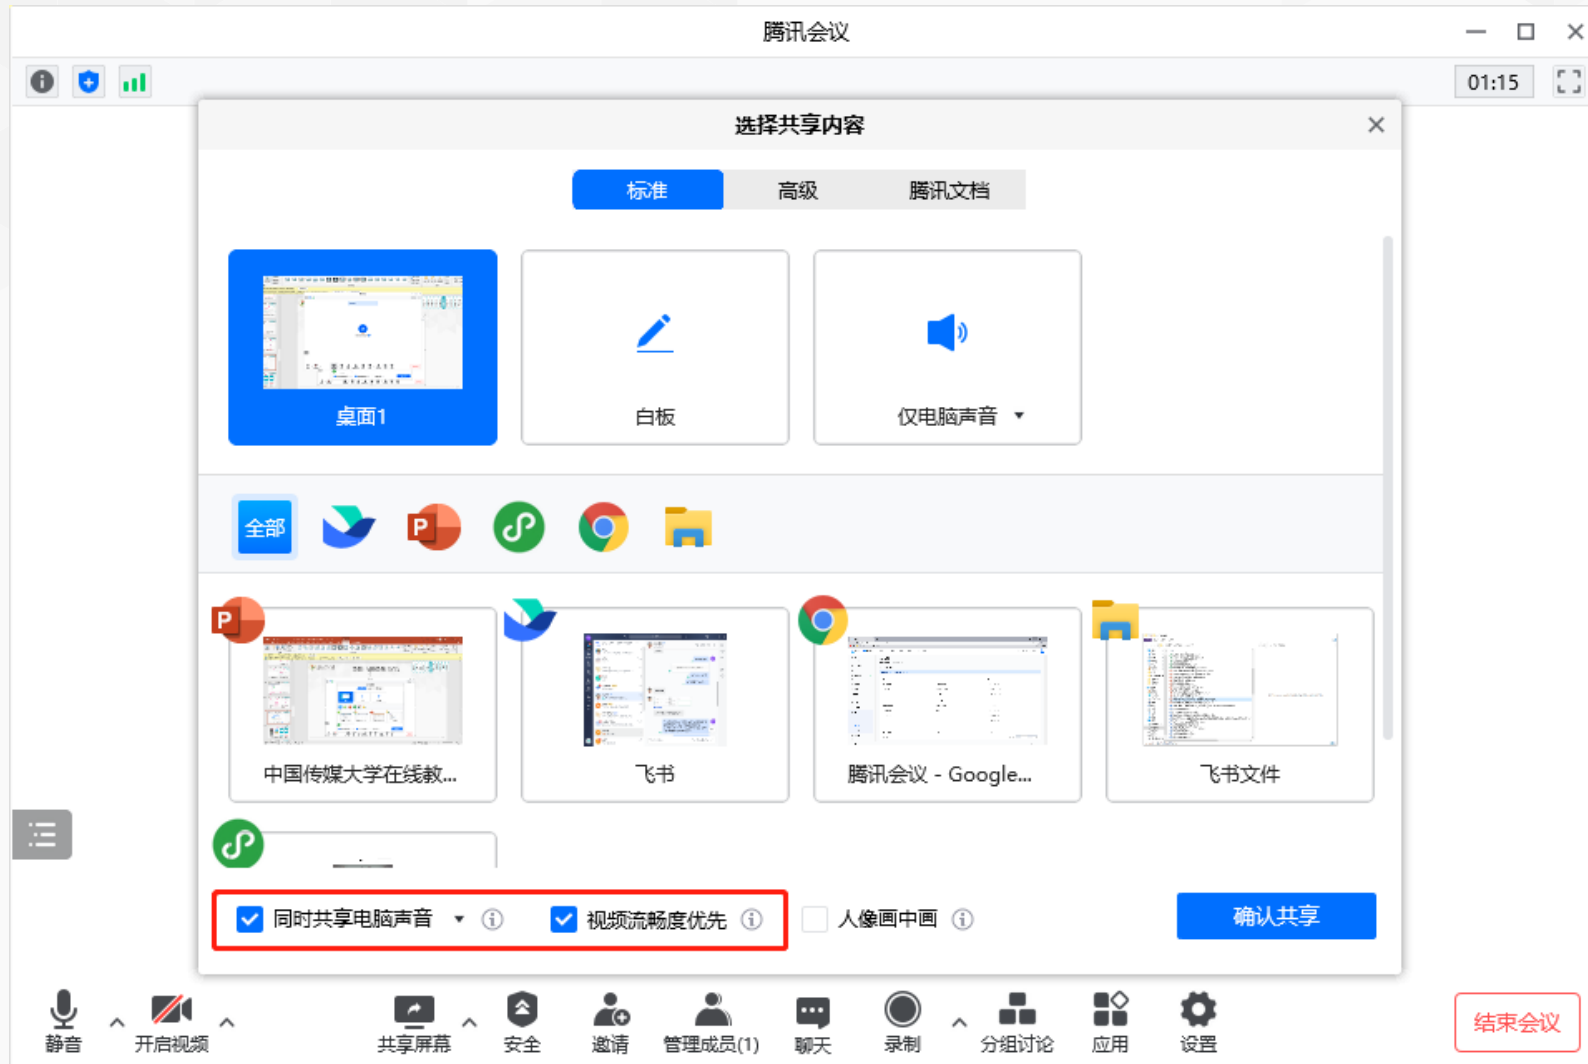 腾讯会议
01:15
选择共享内容
标准 高级 腾讯文档
桌面1 白板 仅电脑声音
全部
中国传媒大学在线教... 飞书 腾讯会议 - Google... 飞书文件
同时共享电脑声音 视频流畅度优先 人像画中画 确认共享
静音 开启视频 共享屏幕 安全 邀请 管理成员(1) 聊天 录制 分组讨论 应用 设置 结束会议